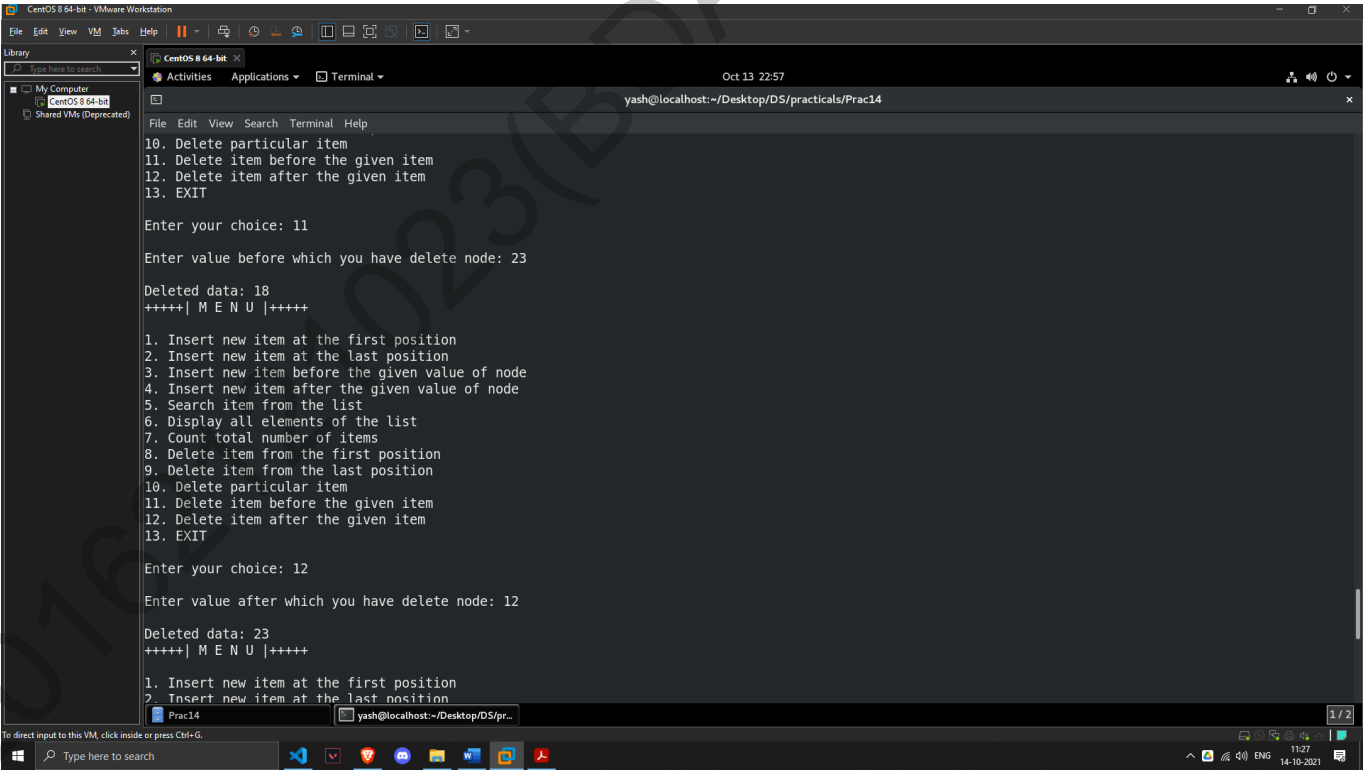 CentOS 8 64-bit - VMware Workstation
File Edit View VM Tabs Help
Library
Type here to search
My Computer
CentOS 8 64-bit
Shared VMs (Deprecated)
CentOS 8 64-bit
Activities Applications Terminal Oct 13 22:57
yash@localhost:~/Desktop/DS/practicals/Prac14
File Edit View Search Terminal Help
10. Delete particular item
11. Delete item before the given item
12. Delete item after the given item
13. EXIT
Enter your choice: 11
Enter value before which you have delete node: 23
Deleted data: 18
+++++| M E N U |+++++
1. Insert new item at the first position
2. Insert new item at the last position
3. Insert new item before the given value of node
4. Insert new item after the given value of node
5. Search item from the list
6. Display all elements of the list
7. Count total number of items
8. Delete item from the first position
9. Delete item from the last position
10. Delete particular item
11. Delete item before the given item
12. Delete item after the given item
13. EXIT
Enter your choice: 12
Enter value after which you have delete node: 12
Deleted data: 23
+++++| M E N U |+++++
1. Insert new item at the first position
2. Insert new item at the last position
Prac14 yash@localhost:~/Desktop/DS/pr... 1 / 2
To direct input to this VM, click inside or press Ctrl+G.
Type here to search ENG 11:27
14-10-2021